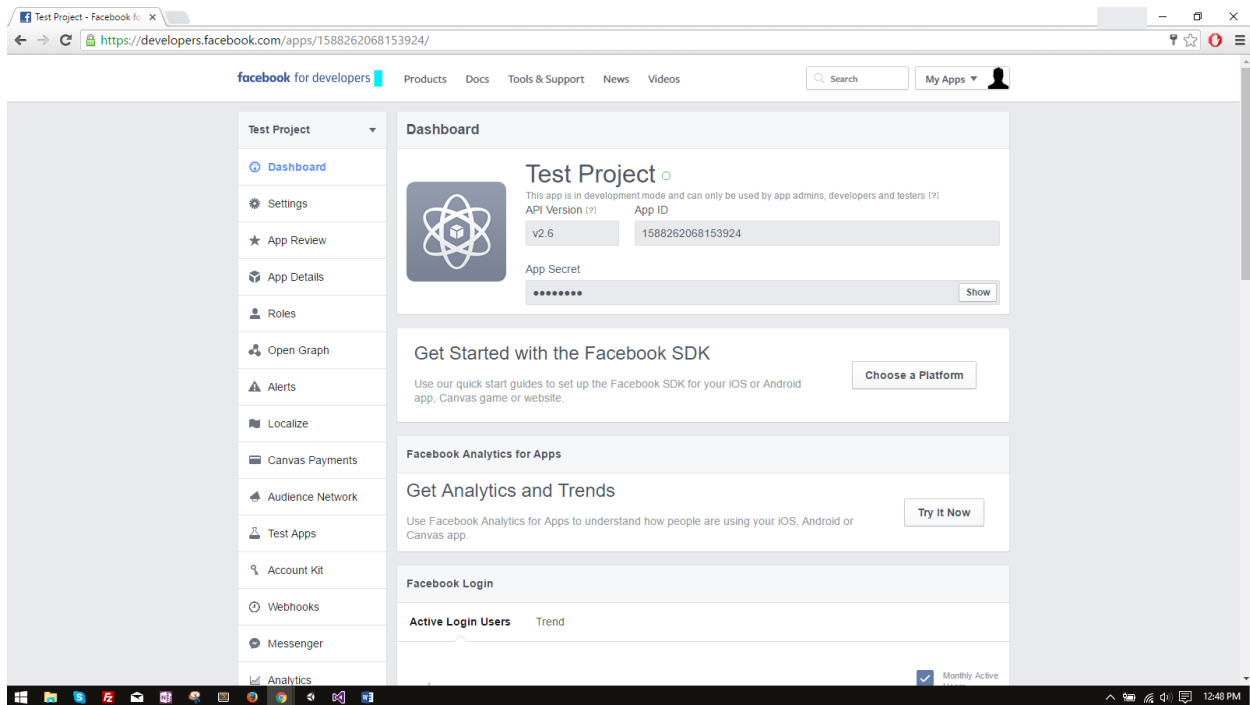 Test Project - Facebook fo
https://developers.facebook.com/apps/1588262068153924/
facebook for developers Products Docs Tools & Support News Videos Search My Apps
Test Project
Dashboard
Settings
App Review
App Details
Roles
Open Graph
Alerts
Localize
Canvas Payments
Audience Network
Test Apps
Account Kit
Webhooks
Messenger
Analytics
Dashboard
Test Project
This app is in development mode and can only be used by app admins, developers and testers [?]
API Version [?] App ID
v2.6 1588262068153924
App Secret
●●●●●●●● Show
Get Started with the Facebook SDK
Use our quick start guides to set up the Facebook SDK for your iOS or Android
app, Canvas game or website.
Choose a Platform
Facebook Analytics for Apps
Get Analytics and Trends
Use Facebook Analytics for Apps to understand how people are using your iOS, Android or
Canvas app.
Try It Now
Facebook Login
Active Login Users Trend
Monthly Active
12:48 PM